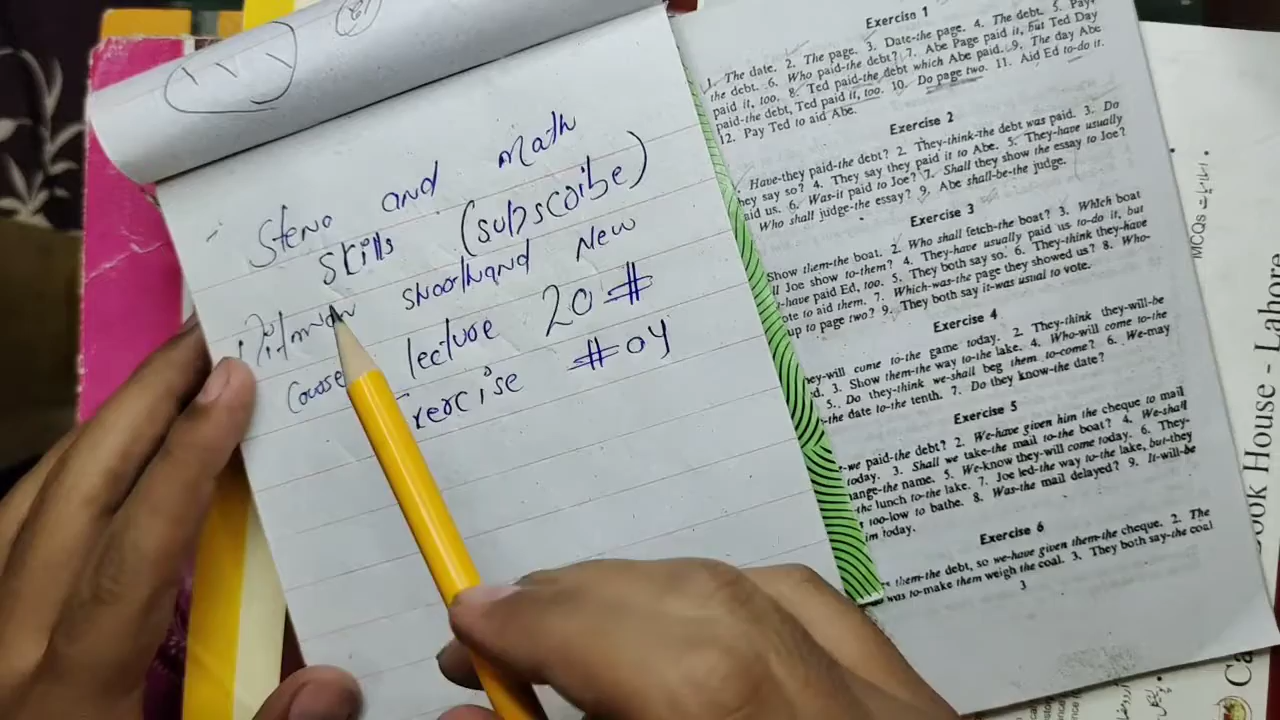 Steno and math
skills (subscribe)
Pitman shoorhand New
Course lecture 20 #
Exercise #04
Exercise 1
1. The date. 2. The page. 3. Date-the page. 4. The debt. 5. Pay-
the debt. 6. Who paid-the debt? 7. Abe Page paid it, but Ted Day
paid it, too. 8. Ted paid-the debt which Abe paid. 9. The day Abe
paid-the debt, Ted paid it, too. 10. Do page two. 11. Aid Ed to-do it.
12. Pay Ted to aid Abe.
Exercise 2
Have-they paid-the debt? 2. They-think-the debt was paid. 3. Do
hey say so? 4. They say they paid it to Abe. 5. They-have usually
aid us. 6. Was-it paid to Joe? 7. Shall they show the essay to Joe?
Who shall judge-the essay? 9. Abe shall-be-the judge.
Exercise 3
Show them-the boat. 2. Who shall fetch-the boat? 3. Which boat
ll Joe show to-them? 4. They-have usually paid us to-do it, but
-have paid Ed, too. 5. They both say so. 6. They-think they-have
ote to aid them. 7. Which-was-the page they showed us? 8. Who-
up to page two? 9. They both say it-was usual to vote.
Exercise 4
hey-will come to-the game today. 2. They-think they-will-be
d. 3. Show them-the way to-the lake. 4. Who-will come to-the
5. Do they-think we-shall beg them to-come? 6. We-may
-the date to-the tenth. 7. Do they know-the date?
Exercise 5
-we paid-the debt? 2. We-have given him the cheque to mail
today. 3. Shall we-take-the mail to-the boat? 4. We-shall
ange-the name. 5. We-know they-will come today. 6. They-
-the lunch to-the lake. 7. Joe led-the way to-the lake, but-they
too-low to bathe. 8. Was-the mail delayed? 9. It-will-be
im today.
Exercise 6
them-the debt, so we-have given them-the cheque. 2. The
was to-make them weigh the coal. 3. They both say-the coal
3
MCQs
ook House - Lahor
Ca